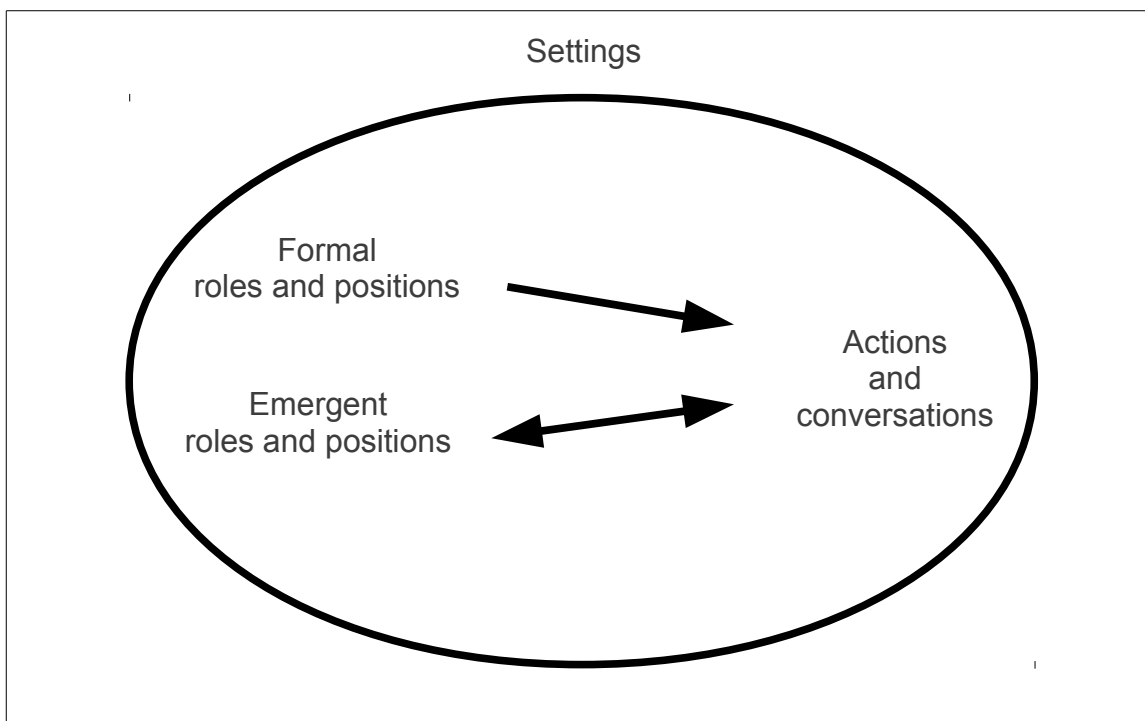 Settings
Formal
roles and positions
Emergent
roles and positions
Actions
and
conversations